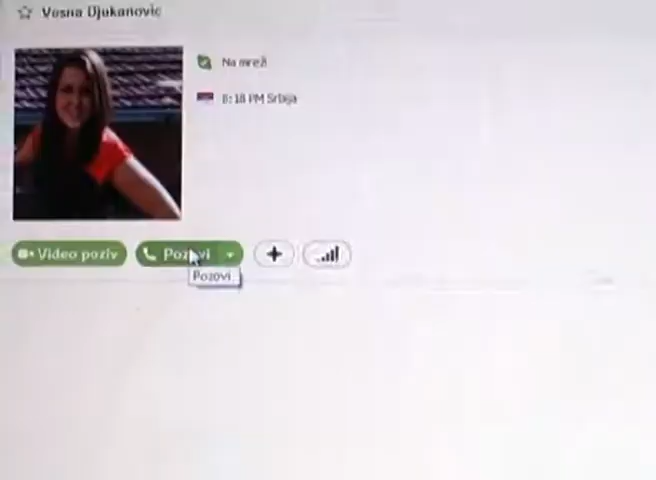 Vesna Djukanovic
Na mreži
8:18 PM Srbija
Video poziv
Pozovi
Pozovi